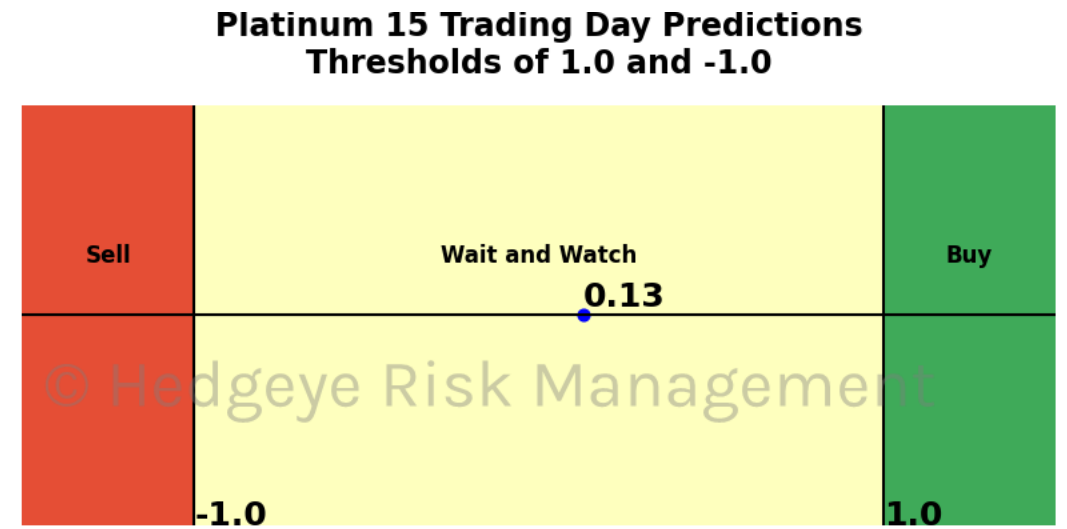 Platinum 15 Trading Day Predictions
Thresholds of 1.0 and -1.0
Sell
Wait and Watch
Buy
0.13
© Hedgeye Risk Management
-1.0
1.0